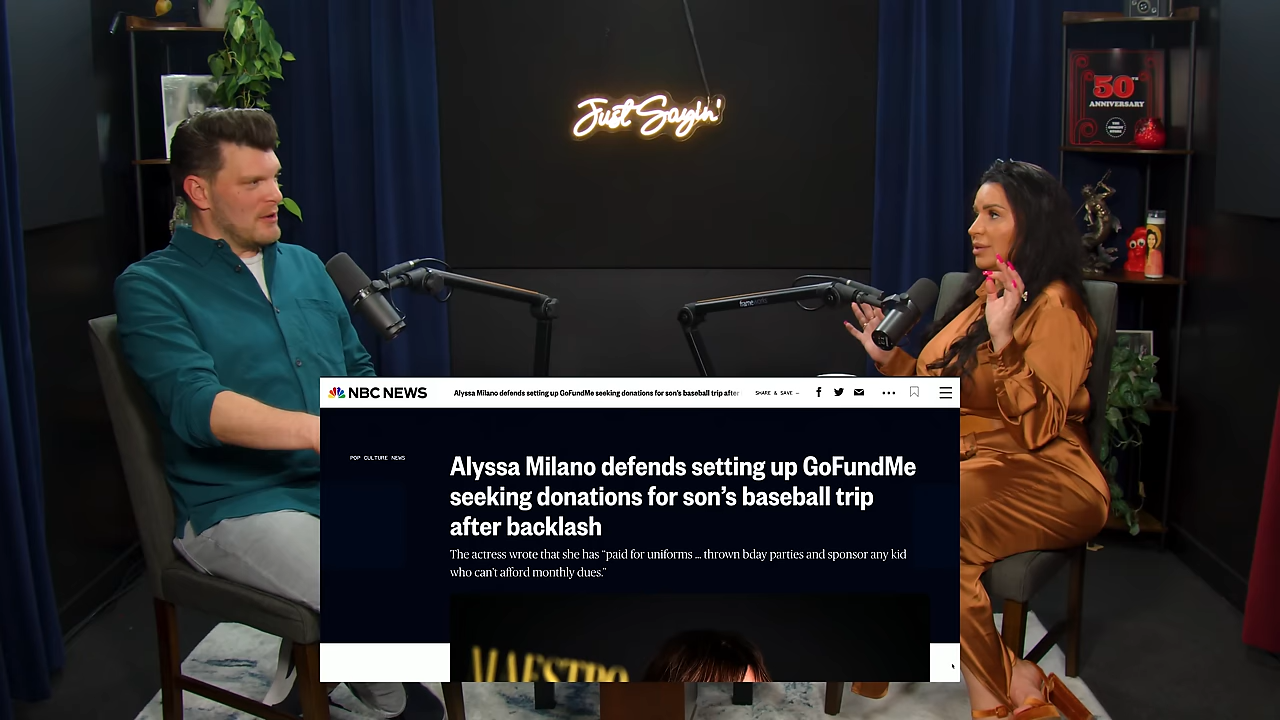 Just Sayin'
50TH
ANNIVERSARY
framework
NBC NEWS
Alyssa Milano defends setting up GoFundMe seeking donations for son's baseball trip after
SHARE & SAVE —
POP CULTURE NEWS
Alyssa Milano defends setting up GoFundMe
seeking donations for son's baseball trip
after backlash
The actress wrote that she has “paid for uniforms ... thrown bday parties and sponsor any kid
who can't afford monthly dues.”
MAESTRO